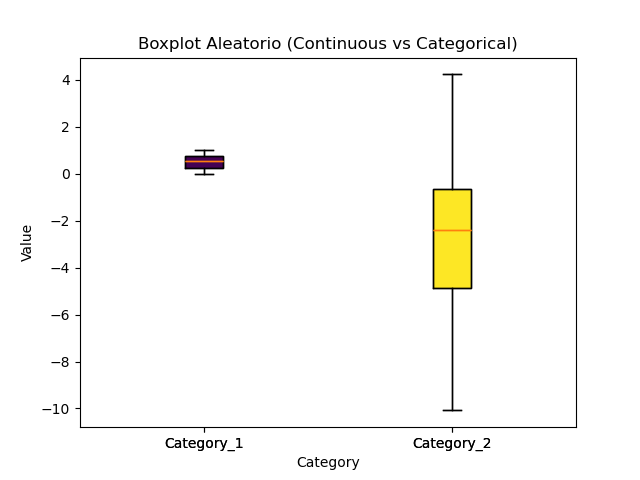 Boxplot Aleatorio (Continuous vs Categorical)
4
2
0
−2
−4
−6
−8
−10
Value
Category_1
Category_2
Category